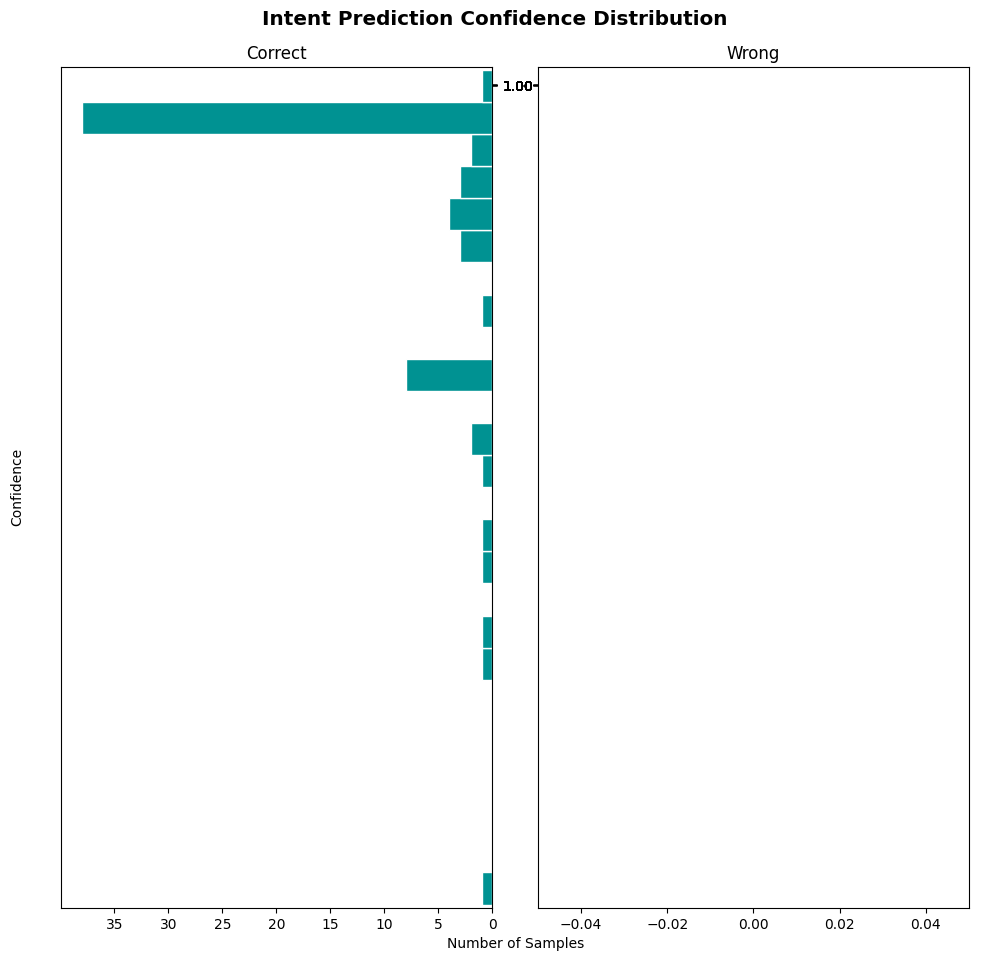 Intent Prediction Confidence Distribution
Correct
Wrong
1.00
Confidence
35 30 25 20 15 10 5 0
−0.04 −0.02 0.00 0.02 0.04
Number of Samples